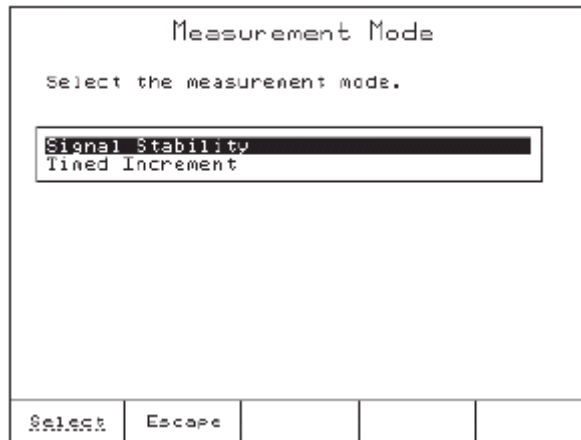 Measurement Mode
Select the measurement mode.
Signal Stability
Timed Increment
Select Escape